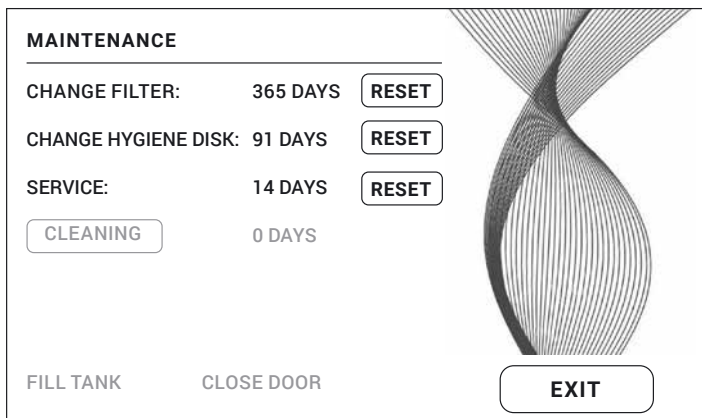 MAINTENANCE
CHANGE FILTER: 365 DAYS RESET
CHANGE HYGIENE DISK: 91 DAYS RESET
SERVICE: 14 DAYS RESET
CLEANING 0 DAYS
FILL TANK CLOSE DOOR EXIT